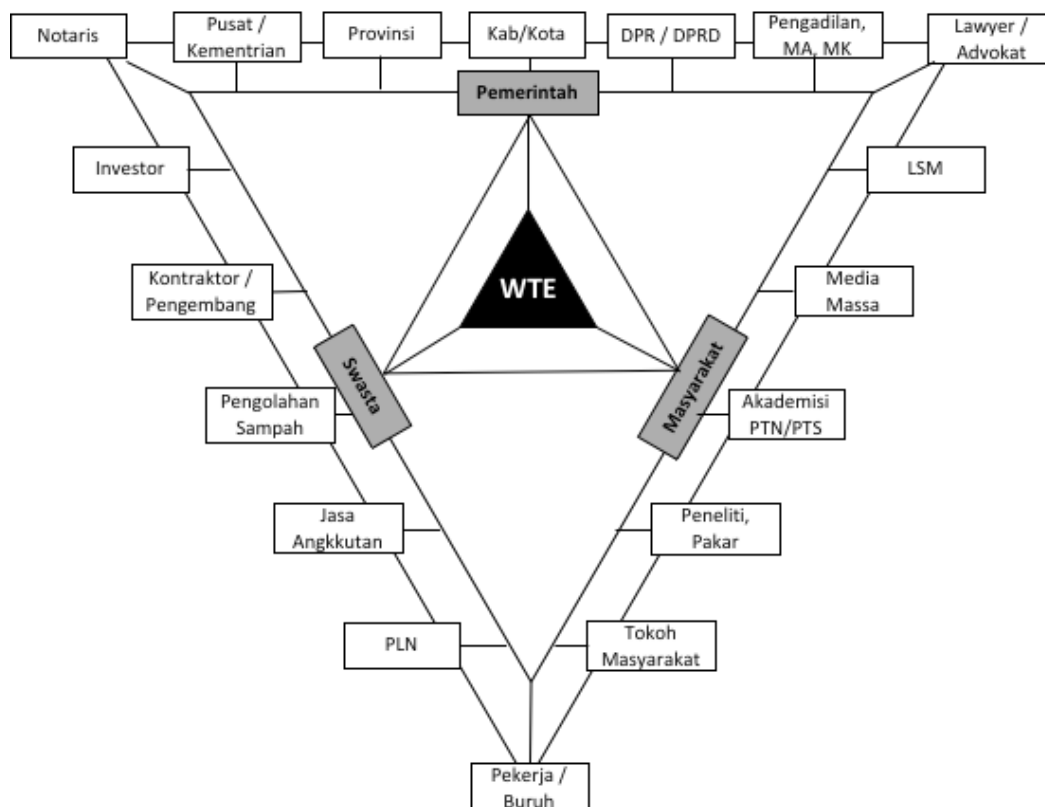 Notaris
Pusat /
Kementrian
Provinsi
Kab/Kota
DPR / DPRD
Pengadilan,
MA, MK
Lawyer /
Advokat
Pemerintah
Investor
LSM
WTE
Kontraktor /
Pengembang
Media
Massa
Swasta
Masyarakat
Pengolahan
Sampah
Akademisi
PTN/PTS
Jasa
Angkkutan
Peneliti,
Pakar
PLN
Tokoh
Masyarakat
Pekerja /
Buruh